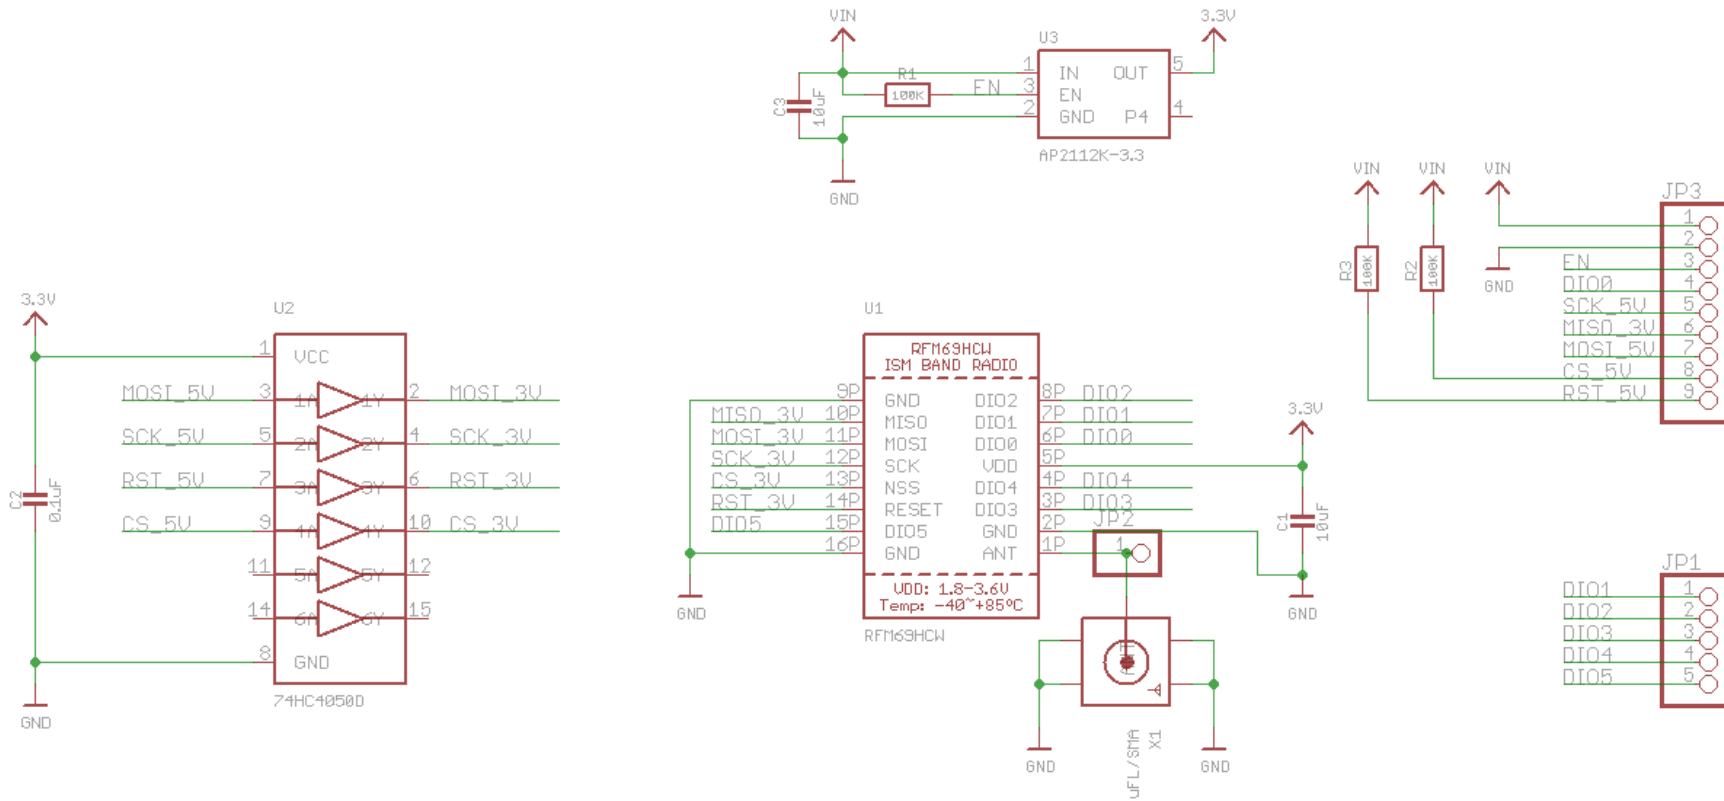 VIN
3.3V
U3
1 IN OUT 5
R1
100K
EN
3 EN
2 GND P4 4
C3
10uF
AP2112K-3.3
GND
VIN
VIN
VIN
JP3
R3
100K
R2
100K
GND
1
2
EN 3
DIO0 4
SCK_5V 5
MISO_3V 6
MOSI_5V 7
CS_5V 8
RST_5V 9
3.3V
U2
1 VCC
MOSI_5V 3 1A 1Y 2 MOSI_3V
SCK_5V 5 2A 2Y 4 SCK_3V
RST_5V 7 3A 3Y 6 RST_3V
CS_5V 9 4A 4Y 10 CS_3V
11 5A 5Y 12
14 6A 6Y 15
8 GND
C2
0.1uF
74HC4050D
GND
U1
RFM69HCW
ISM BAND RADIO
9P GND DIO2 8P DIO2
MISO_3V 10P MISO DIO1 7P DIO1
MOSI_3V 11P MOSI DIO0 6P DIO0
SCK_3V 12P SCK VDD 5P
CS_3V 13P NSS DIO4 4P DIO4
RST_3V 14P RESET DIO3 3P DIO3
DIO5 15P DIO5 GND 2P
16P GND ANT 1P
VDD: 1.8-3.6V
Temp: -40~+85ºC
RFM69HCW
GND
3.3V
C1
10uF
GND
JP2
1
uFL/SMA
X1
GND
GND
JP1
DIO1 1
DIO2 2
DIO3 3
DIO4 4
DIO5 5